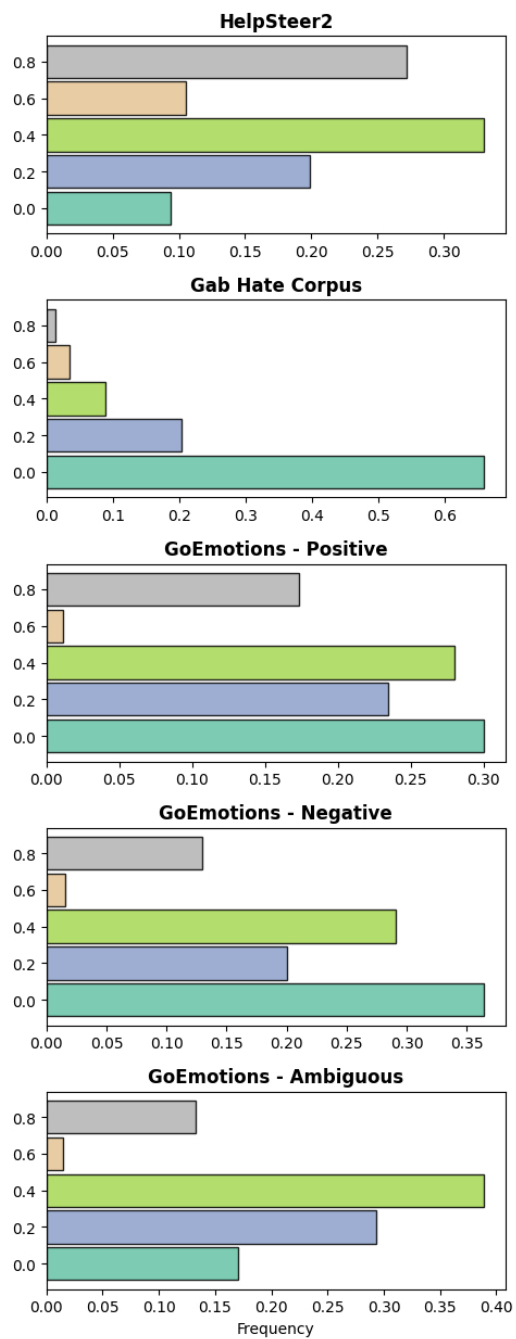 HelpSteer2
0.8
0.6
0.4
0.2
0.0
0.00 0.05 0.10 0.15 0.20 0.25 0.30
Gab Hate Corpus
0.8
0.6
0.4
0.2
0.0
0.0 0.1 0.2 0.3 0.4 0.5 0.6
GoEmotions - Positive
0.8
0.6
0.4
0.2
0.0
0.00 0.05 0.10 0.15 0.20 0.25 0.30
GoEmotions - Negative
0.8
0.6
0.4
0.2
0.0
0.00 0.05 0.10 0.15 0.20 0.25 0.30 0.35
GoEmotions - Ambiguous
0.8
0.6
0.4
0.2
0.0
0.00 0.05 0.10 0.15 0.20 0.25 0.30 0.35 0.40
Frequency